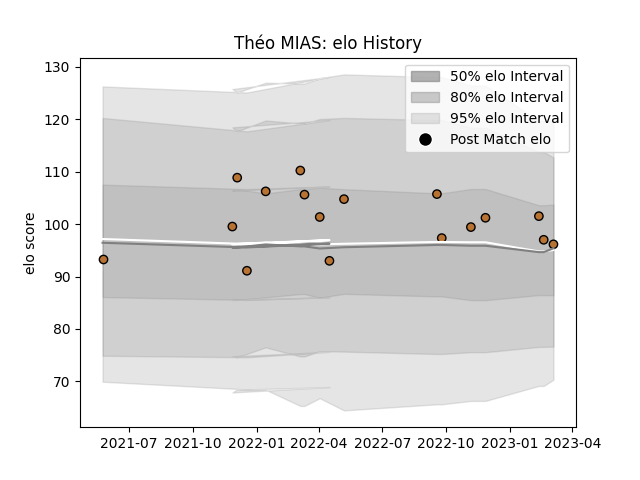 Théo MIAS: elo History
130
120
110
100
90
80
70
elo score
50% elo Interval
80% elo Interval
95% elo Interval
Post Match elo
2021-07 2021-10 2022-01 2022-04 2022-07 2022-10 2023-01 2023-04